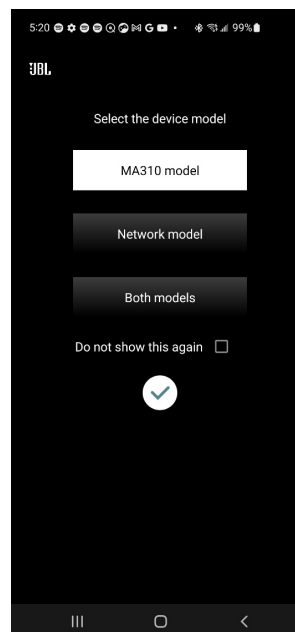 5:20 99%
JBL
Select the device model
MA310 model
Network model
Both models
Do not show this again